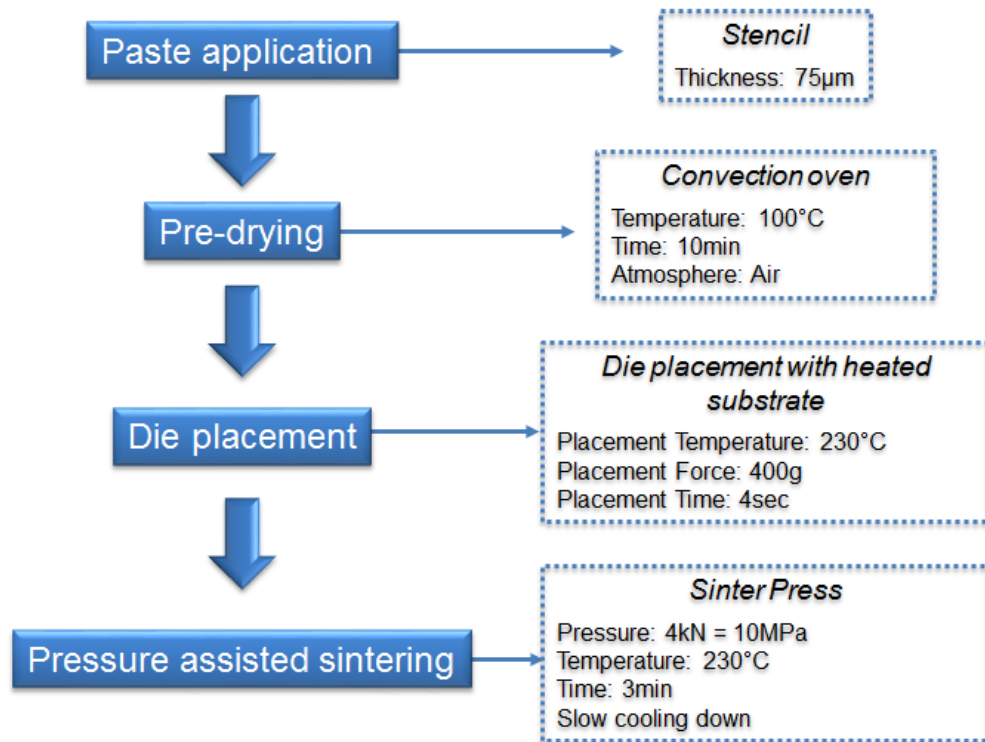 Paste application
Stencil
Thickness: 75µm
Pre-drying
Convection oven
Temperature: 100°C
Time: 10min
Atmosphere: Air
Die placement
Die placement with heated
substrate
Placement Temperature: 230°C
Placement Force: 400g
Placement Time: 4sec
Pressure assisted sintering
Sinter Press
Pressure: 4kN = 10MPa
Temperature: 230°C
Time: 3min
Slow cooling down